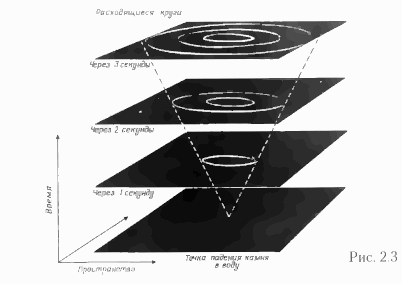 Расходящиеся круги
Через 3 секунды
Через 2 секунды
Через 1 секунду
Время
Пространство
Точка падения камня
в воду
Рис. 2.3